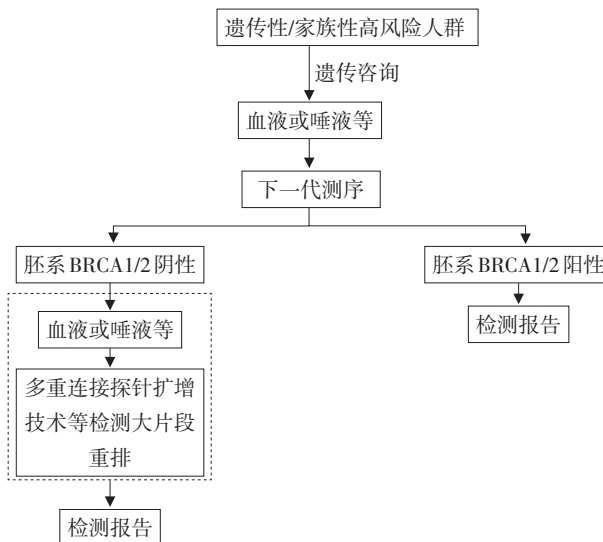 遗传性/家族性高风险人群
遗传咨询
血液或唾液等
下一代测序
胚系BRCA1/2阴性
胚系BRCA1/2阳性
血液或唾液等
检测报告
多重连接探针扩增
技术等检测大片段
重排
检测报告